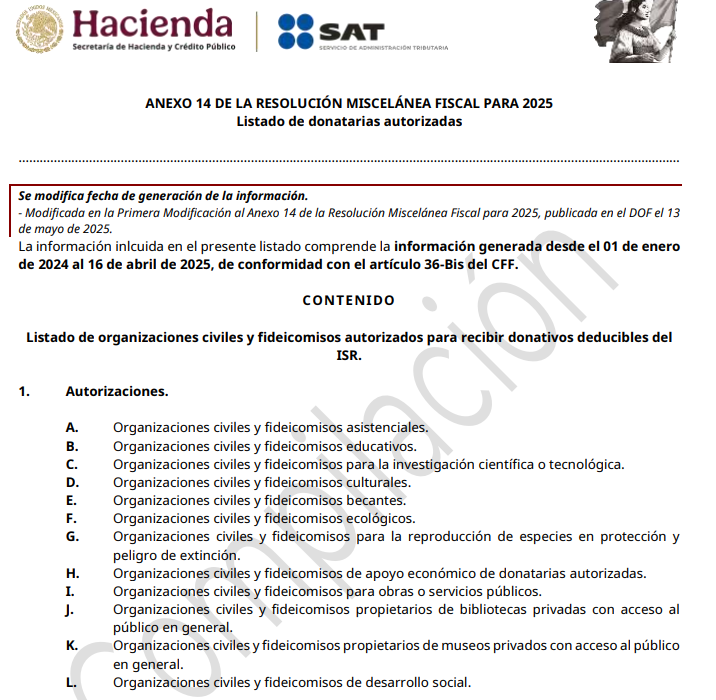 Hacienda
Secretaría de Hacienda y Crédito Público
SAT
SERVICIO DE ADMINISTRACIÓN TRIBUTARIA
ANEXO 14 DE LA RESOLUCIÓN MISCELÁNEA FISCAL PARA 2025
Listado de donatarias autorizadas
Se modifica fecha de generación de la información.
- Modificada en la Primera Modificación al Anexo 14 de la Resolución Miscelánea Fiscal para 2025, publicada en el DOF el 13
de mayo de 2025.
La información inlcuida en el presente listado comprende la información generada desde el 01 de enero
de 2024 al 16 de abril de 2025, de conformidad con el artículo 36-Bis del CFF.
CONTENIDO
Listado de organizaciones civiles y fideicomisos autorizados para recibir donativos deducibles del
ISR.
1. Autorizaciones.
A. Organizaciones civiles y fideicomisos asistenciales.
B. Organizaciones civiles y fideicomisos educativos.
C. Organizaciones civiles y fideicomisos para la investigación científica o tecnológica.
D. Organizaciones civiles y fideicomisos culturales.
E. Organizaciones civiles y fideicomisos becantes.
F. Organizaciones civiles y fideicomisos ecológicos.
G. Organizaciones civiles y fideicomisos para la reproducción de especies en protección y
peligro de extinción.
H. Organizaciones civiles y fideicomisos de apoyo económico de donatarias autorizadas.
I. Organizaciones civiles y fideicomisos para obras o servicios públicos.
J. Organizaciones civiles y fideicomisos propietarios de bibliotecas privadas con acceso al
público en general.
K. Organizaciones civiles y fideicomisos propietarios de museos privados con acceso al público
en general.
L. Organizaciones civiles y fideicomisos de desarrollo social.
Compilación